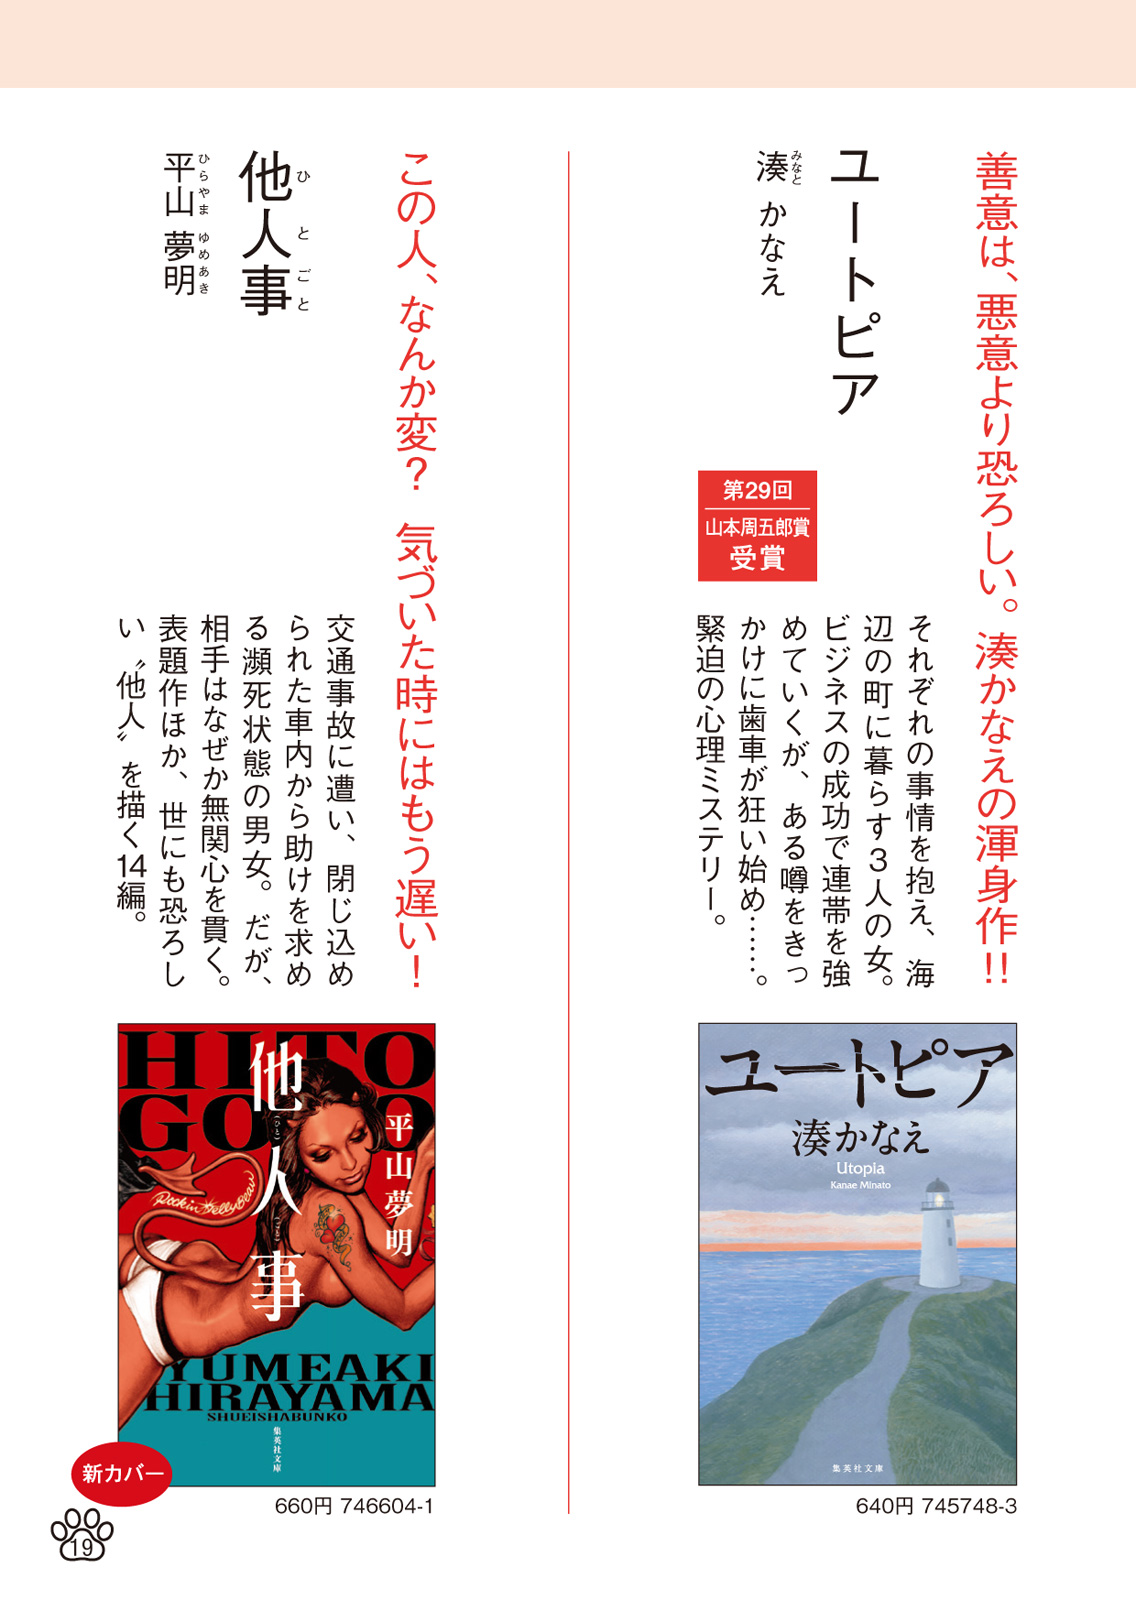 善意は、悪意より恐ろしい。湊かなえの渾身作!!
ユートピア
湊 かなえ
みなと
第29回
山本周五郎賞
受賞
それぞれの事情を抱え、海
辺の町に暮らす3人の女。
ビジネスの成功で連帯を強
めていくが、ある噂をきっ
かけに歯車が狂い始め……。
緊迫の心理ミステリー。
ユートピア
湊かなえ
Utopia
Kanae Minato
集英社文庫
640円 745748-3
この人、なんか変? 気づいた時にはもう遅い!
他人事
ひとごと
平山 夢明
ひらやま ゆめあき
交通事故に遭い、閉じ込め
られた車内から助けを求め
る瀕死状態の男女。だが、
相手はなぜか無関心を貫く。
表題作ほか、世にも恐ろし
い〝他人〟を描く14編。
HITO
GOTO
他人事
(ひと)
(ごと)
平山夢明
Rockin'JellyBean
YUMEAKI
HIRAYAMA
SHUEISHABUNKO
集英社文庫
新カバー
660円 746604-1
19